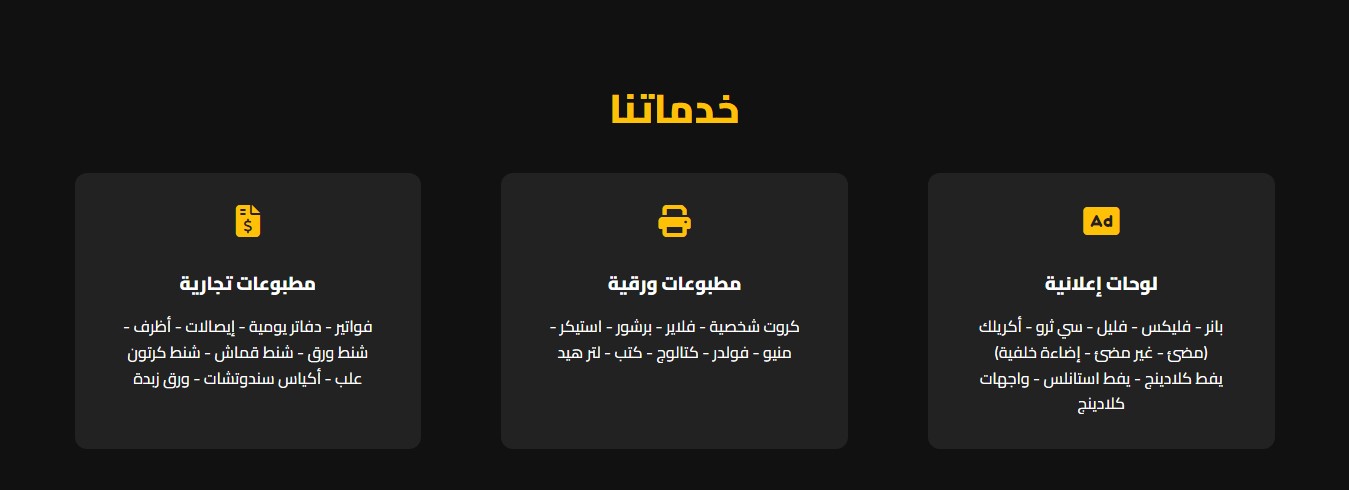 خدماتنا
Ad
لوحات إعلانية
بانر - فليكس - فليل - سي ثرو - أكريلك
(مضئ - غير مضئ - إضاءة خلفية)
يفط كلادينج - يفط استانلس - واجهات
كلادينج
مطبوعات ورقية
كروت شخصية - فلاير - برشور - استيكر -
منيو - فولدر - كتالوج - كتب - لتر هيد
$
مطبوعات تجارية
فواتير - دفاتر يومية - إيصالات - أظرف -
شنط ورق - شنط قماش - شنط كرتون
علب - أكياس سندوتشات - ورق زبدة